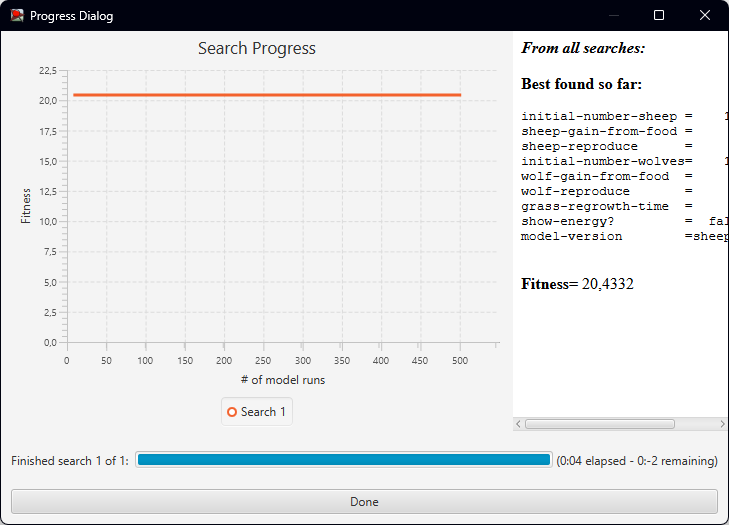 Progress Dialog
Search Progress
22,5
20,0
17,5
15,0
12,5
10,0
7,5
5,0
2,5
0,0
Fitness
0 50 100 150 200 250 300 350 400 450 500
# of model runs
Search 1
From all searches:
Best found so far:
initial-number-sheep = 1
sheep-gain-from-food =
sheep-reproduce =
initial-number-wolves= 1
wolf-gain-from-food =
wolf-reproduce =
grass-regrowth-time =
show-energy? = fal
model-version =sheep
Fitness= 20,4332
Finished search 1 of 1: (0:04 elapsed - 0:-2 remaining)
Done